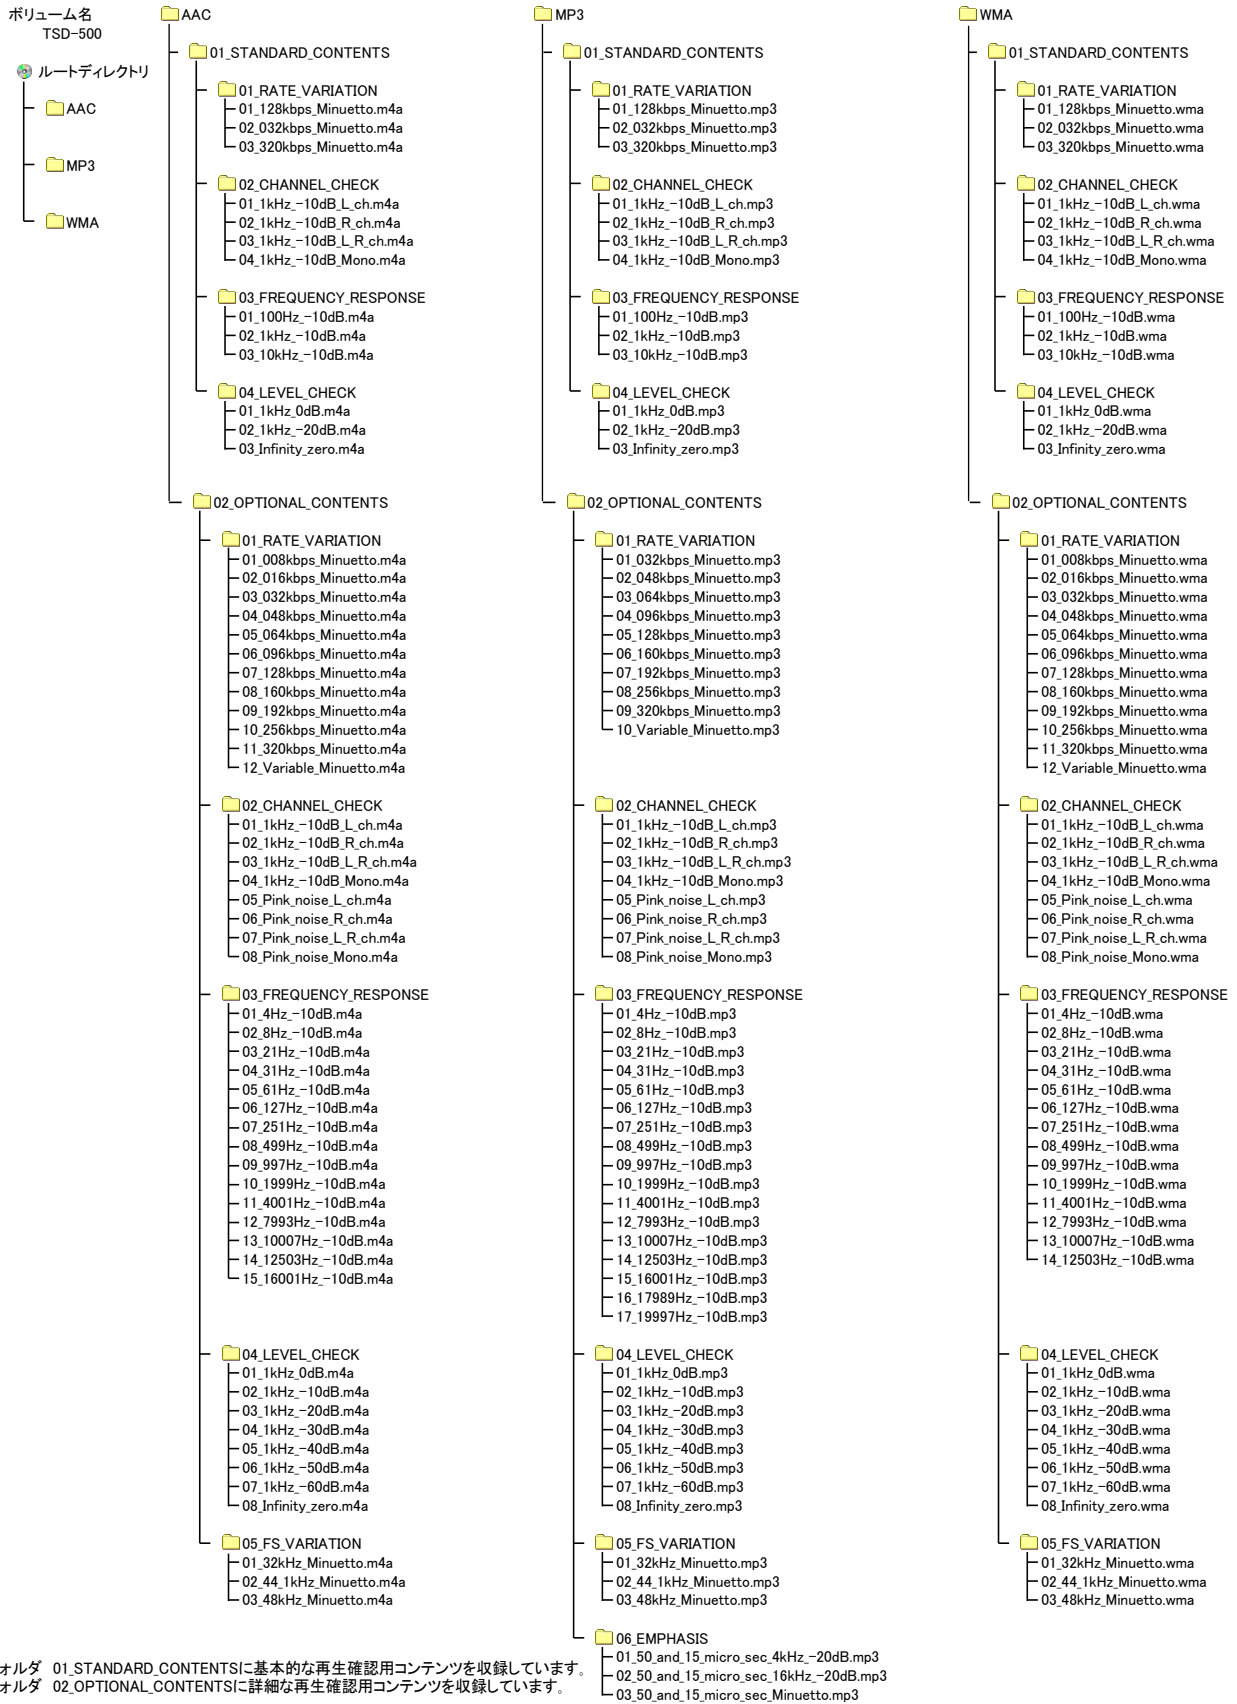 ボリューム名
TSD-500
ルートディレクトリ
AAC
MP3
WMA
AAC
01_STANDARD_CONTENTS
01_RATE_VARIATION
01_128kbps_Minuetto.m4a
02_032kbps_Minuetto.m4a
03_320kbps_Minuetto.m4a
02_CHANNEL_CHECK
01_1kHz_-10dB_L_ch.m4a
02_1kHz_-10dB_R_ch.m4a
03_1kHz_-10dB_L_R_ch.m4a
04_1kHz_-10dB_Mono.m4a
03_FREQUENCY_RESPONSE
01_100Hz_-10dB.m4a
02_1kHz_-10dB.m4a
03_10kHz_-10dB.m4a
04_LEVEL_CHECK
01_1kHz_0dB.m4a
02_1kHz_-20dB.m4a
03_Infinity_zero.m4a
02_OPTIONAL_CONTENTS
01_RATE_VARIATION
01_008kbps_Minuetto.m4a
02_016kbps_Minuetto.m4a
03_032kbps_Minuetto.m4a
04_048kbps_Minuetto.m4a
05_064kbps_Minuetto.m4a
06_096kbps_Minuetto.m4a
07_128kbps_Minuetto.m4a
08_160kbps_Minuetto.m4a
09_192kbps_Minuetto.m4a
10_256kbps_Minuetto.m4a
11_320kbps_Minuetto.m4a
12_Variable_Minuetto.m4a
02_CHANNEL_CHECK
01_1kHz_-10dB_L_ch.m4a
02_1kHz_-10dB_R_ch.m4a
03_1kHz_-10dB_L_R_ch.m4a
04_1kHz_-10dB_Mono.m4a
05_Pink_noise_L_ch.m4a
06_Pink_noise_R_ch.m4a
07_Pink_noise_L_R_ch.m4a
08_Pink_noise_Mono.m4a
03_FREQUENCY_RESPONSE
01_4Hz_-10dB.m4a
02_8Hz_-10dB.m4a
03_21Hz_-10dB.m4a
04_31Hz_-10dB.m4a
05_61Hz_-10dB.m4a
06_127Hz_-10dB.m4a
07_251Hz_-10dB.m4a
08_499Hz_-10dB.m4a
09_997Hz_-10dB.m4a
10_1999Hz_-10dB.m4a
11_4001Hz_-10dB.m4a
12_7993Hz_-10dB.m4a
13_10007Hz_-10dB.m4a
14_12503Hz_-10dB.m4a
15_16001Hz_-10dB.m4a
04_LEVEL_CHECK
01_1kHz_0dB.m4a
02_1kHz_-10dB.m4a
03_1kHz_-20dB.m4a
04_1kHz_-30dB.m4a
05_1kHz_-40dB.m4a
06_1kHz_-50dB.m4a
07_1kHz_-60dB.m4a
08_Infinity_zero.m4a
05_FS_VARIATION
01_32kHz_Minuetto.m4a
02_44_1kHz_Minuetto.m4a
03_48kHz_Minuetto.m4a
MP3
01_STANDARD_CONTENTS
01_RATE_VARIATION
01_128kbps_Minuetto.mp3
02_032kbps_Minuetto.mp3
03_320kbps_Minuetto.mp3
02_CHANNEL_CHECK
01_1kHz_-10dB_L_ch.mp3
02_1kHz_-10dB_R_ch.mp3
03_1kHz_-10dB_L_R_ch.mp3
04_1kHz_-10dB_Mono.mp3
03_FREQUENCY_RESPONSE
01_100Hz_-10dB.mp3
02_1kHz_-10dB.mp3
03_10kHz_-10dB.mp3
04_LEVEL_CHECK
01_1kHz_0dB.mp3
02_1kHz_-20dB.mp3
03_Infinity_zero.mp3
02_OPTIONAL_CONTENTS
01_RATE_VARIATION
01_032kbps_Minuetto.mp3
02_048kbps_Minuetto.mp3
03_064kbps_Minuetto.mp3
04_096kbps_Minuetto.mp3
05_128kbps_Minuetto.mp3
06_160kbps_Minuetto.mp3
07_192kbps_Minuetto.mp3
08_256kbps_Minuetto.mp3
09_320kbps_Minuetto.mp3
10_Variable_Minuetto.mp3
02_CHANNEL_CHECK
01_1kHz_-10dB_L_ch.mp3
02_1kHz_-10dB_R_ch.mp3
03_1kHz_-10dB_L_R_ch.mp3
04_1kHz_-10dB_Mono.mp3
05_Pink_noise_L_ch.mp3
06_Pink_noise_R_ch.mp3
07_Pink_noise_L_R_ch.mp3
08_Pink_noise_Mono.mp3
03_FREQUENCY_RESPONSE
01_4Hz_-10dB.mp3
02_8Hz_-10dB.mp3
03_21Hz_-10dB.mp3
04_31Hz_-10dB.mp3
05_61Hz_-10dB.mp3
06_127Hz_-10dB.mp3
07_251Hz_-10dB.mp3
08_499Hz_-10dB.mp3
09_997Hz_-10dB.mp3
10_1999Hz_-10dB.mp3
11_4001Hz_-10dB.mp3
12_7993Hz_-10dB.mp3
13_10007Hz_-10dB.mp3
14_12503Hz_-10dB.mp3
15_16001Hz_-10dB.mp3
16_17989Hz_-10dB.mp3
17_19997Hz_-10dB.mp3
04_LEVEL_CHECK
01_1kHz_0dB.mp3
02_1kHz_-10dB.mp3
03_1kHz_-20dB.mp3
04_1kHz_-30dB.mp3
05_1kHz_-40dB.mp3
06_1kHz_-50dB.mp3
07_1kHz_-60dB.mp3
08_Infinity_zero.mp3
05_FS_VARIATION
01_32kHz_Minuetto.mp3
02_44_1kHz_Minuetto.mp3
03_48kHz_Minuetto.mp3
06_EMPHASIS
01_50_and_15_micro_sec_4kHz_-20dB.mp3
02_50_and_15_micro_sec_16kHz_-20dB.mp3
03_50_and_15_micro_sec_Minuetto.mp3
WMA
01_STANDARD_CONTENTS
01_RATE_VARIATION
01_128kbps_Minuetto.wma
02_032kbps_Minuetto.wma
03_320kbps_Minuetto.wma
02_CHANNEL_CHECK
01_1kHz_-10dB_L_ch.wma
02_1kHz_-10dB_R_ch.wma
03_1kHz_-10dB_L_R_ch.wma
04_1kHz_-10dB_Mono.wma
03_FREQUENCY_RESPONSE
01_100Hz_-10dB.wma
02_1kHz_-10dB.wma
03_10kHz_-10dB.wma
04_LEVEL_CHECK
01_1kHz_0dB.wma
02_1kHz_-20dB.wma
03_Infinity_zero.wma
02_OPTIONAL_CONTENTS
01_RATE_VARIATION
01_008kbps_Minuetto.wma
02_016kbps_Minuetto.wma
03_032kbps_Minuetto.wma
04_048kbps_Minuetto.wma
05_064kbps_Minuetto.wma
06_096kbps_Minuetto.wma
07_128kbps_Minuetto.wma
08_160kbps_Minuetto.wma
09_192kbps_Minuetto.wma
10_256kbps_Minuetto.wma
11_320kbps_Minuetto.wma
12_Variable_Minuetto.wma
02_CHANNEL_CHECK
01_1kHz_-10dB_L_ch.wma
02_1kHz_-10dB_R_ch.wma
03_1kHz_-10dB_L_R_ch.wma
04_1kHz_-10dB_Mono.wma
05_Pink_noise_L_ch.wma
06_Pink_noise_R_ch.wma
07_Pink_noise_L_R_ch.wma
08_Pink_noise_Mono.wma
03_FREQUENCY_RESPONSE
01_4Hz_-10dB.wma
02_8Hz_-10dB.wma
03_21Hz_-10dB.wma
04_31Hz_-10dB.wma
05_61Hz_-10dB.wma
06_127Hz_-10dB.wma
07_251Hz_-10dB.wma
08_499Hz_-10dB.wma
09_997Hz_-10dB.wma
10_1999Hz_-10dB.wma
11_4001Hz_-10dB.wma
12_7993Hz_-10dB.wma
13_10007Hz_-10dB.wma
14_12503Hz_-10dB.wma
04_LEVEL_CHECK
01_1kHz_0dB.wma
02_1kHz_-10dB.wma
03_1kHz_-20dB.wma
04_1kHz_-30dB.wma
05_1kHz_-40dB.wma
06_1kHz_-50dB.wma
07_1kHz_-60dB.wma
08_Infinity_zero.wma
05_FS_VARIATION
01_32kHz_Minuetto.wma
02_44_1kHz_Minuetto.wma
03_48kHz_Minuetto.wma
ォルダ 01_STANDARD_CONTENTSに基本的な再生確認用コンテンツを収録しています。
ォルダ 02_OPTIONAL_CONTENTSに詳細な再生確認用コンテンツを収録しています。